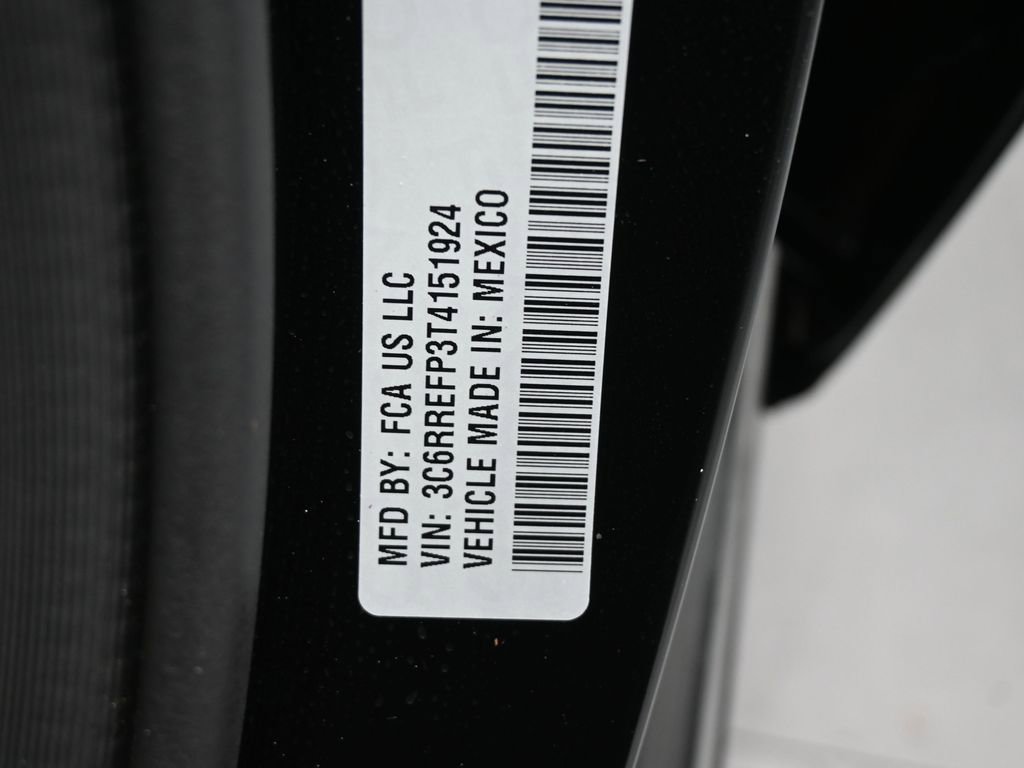 MFD BY: FCA US LLC
VIN: 3C6RREFP3T4151924
VEHICLE MADE IN: MEXICO